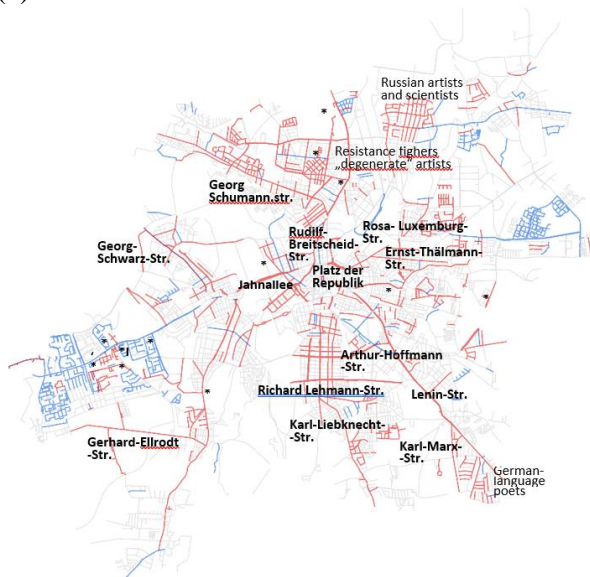 Russian artists
and scientists
Resistance tighers
„degenerate“ artists
Georg
Schumann.str.
Rudilf-
Breitscheid-
Str.
Rosa- Luxemburg-
Str.
Georg-
Schwarz-Str.
Ernst-Thälmann-
Str.
Platz der
Republik
Jahnallee
Arthur-Hoffmann
-Str.
Richard Lehmann-Str.
Lenin-Str.
Karl-Liebknecht-
-Str.
Gerhard-Ellrodt
-Str.
Karl-Marx-
-Str.
German-
language
poets